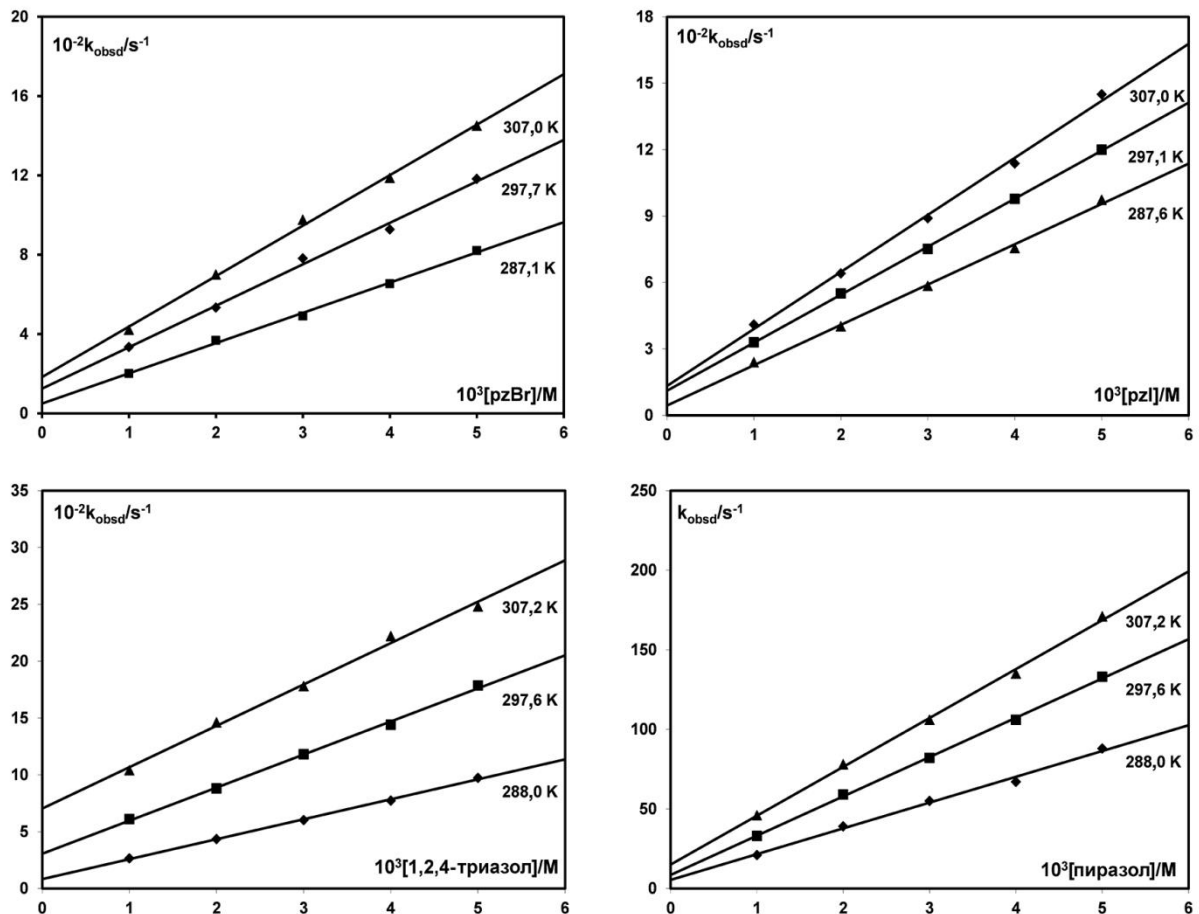 20
16
12
8
4
0
10⁻²k_obsd/s⁻¹
307,0 K
297,7 K
287,1 K
10³[pzBr]/M
0 1 2 3 4 5 6
18
15
12
9
6
3
0
10⁻²k_obsd/s⁻¹
307,0 K
297,1 K
287,6 K
10³[pzI]/M
0 1 2 3 4 5 6
35
30
25
20
15
10
5
0
10⁻²k_obsd/s⁻¹
307,2 K
297,6 K
288,0 K
10³[1,2,4-триазол]/M
0 1 2 3 4 5 6
250
200
150
100
50
0
k_obsd/s⁻¹
307,2 K
297,6 K
288,0 K
10³[пиразол]/M
0 1 2 3 4 5 6